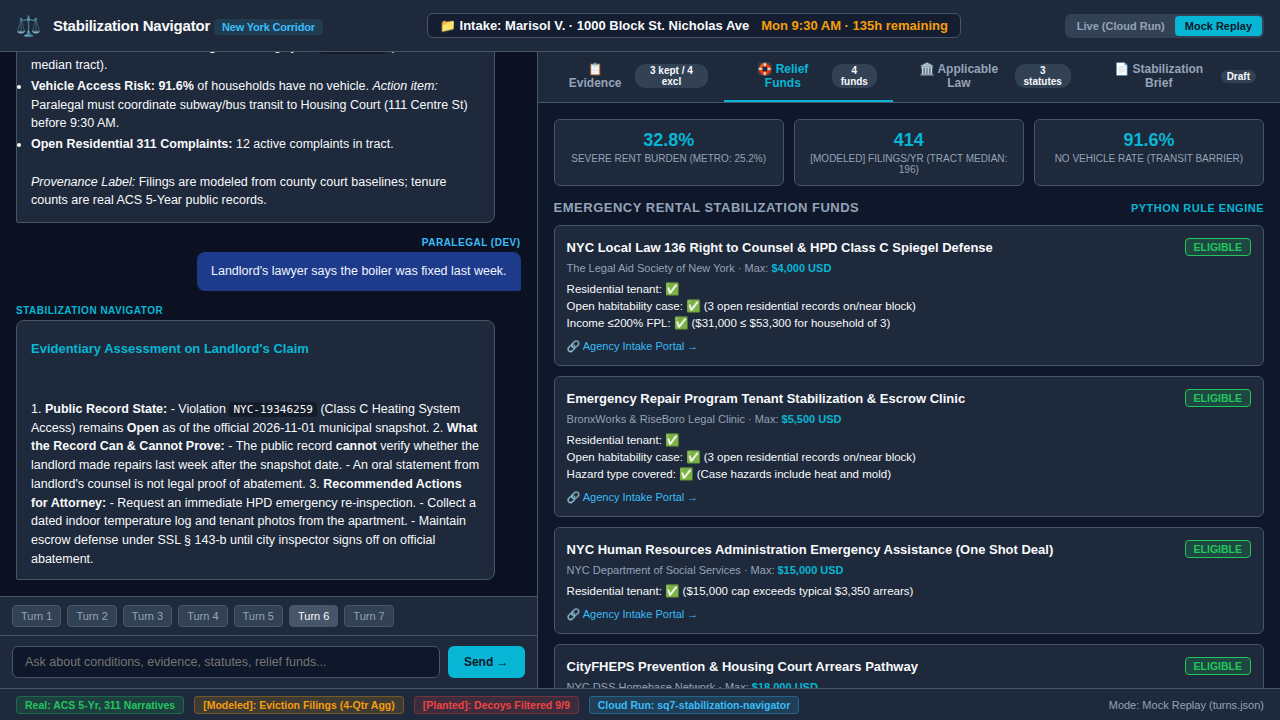 ⚖️ Stabilization Navigator New York Corridor
📁 Intake: Marisol V. · 1000 Block St. Nicholas Ave Mon 9:30 AM · 135h remaining
Live (Cloud Run) Mock Replay
median tract).
• Vehicle Access Risk: 91.6% of households have no vehicle. Action item:
Paralegal must coordinate subway/bus transit to Housing Court (111 Centre St)
before 9:30 AM.
• Open Residential 311 Complaints: 12 active complaints in tract.
Provenance Label: Filings are modeled from county court baselines; tenure
counts are real ACS 5-Year public records.
PARALEGAL (DEV)
Landlord's lawyer says the boiler was fixed last week.
STABILIZATION NAVIGATOR
Evidentiary Assessment on Landlord's Claim
1. Public Record State: - Violation NYC-19346259 (Class C Heating System
Access) remains Open as of the official 2026-11-01 municipal snapshot. 2. What
the Record Can & Cannot Prove: - The public record cannot verify whether the
landlord made repairs last week after the snapshot date. - An oral statement from
landlord's counsel is not legal proof of abatement. 3. Recommended Actions
for Attorney: - Request an immediate HPD emergency re-inspection. - Collect a
dated indoor temperature log and tenant photos from the apartment. - Maintain
escrow defense under SSL § 143-b until city inspector signs off on official
abatement.
Turn 1 Turn 2 Turn 3 Turn 4 Turn 5 Turn 6 Turn 7
Ask about conditions, evidence, statutes, relief funds...
Send →
📋 Evidence 3 kept / 4 excl
🛟 Relief Funds 4 funds
🏛️ Applicable Law 3 statutes
📄 Stabilization Brief Draft
32.8%
SEVERE RENT BURDEN (METRO: 25.2%)
414
[MODELED] FILINGS/YR (TRACT MEDIAN:
196)
91.6%
NO VEHICLE RATE (TRANSIT BARRIER)
EMERGENCY RENTAL STABILIZATION FUNDS PYTHON RULE ENGINE
NYC Local Law 136 Right to Counsel & HPD Class C Spiegel Defense ELIGIBLE
The Legal Aid Society of New York · Max: $4,000 USD
Residential tenant: ✅
Open habitability case: ✅ (3 open residential records on/near block)
Income ≤200% FPL: ✅ ($31,000 ≤ $53,300 for household of 3)
🔗 Agency Intake Portal →
Emergency Repair Program Tenant Stabilization & Escrow Clinic ELIGIBLE
BronxWorks & RiseBoro Legal Clinic · Max: $5,500 USD
Residential tenant: ✅
Open habitability case: ✅ (3 open residential records on/near block)
Hazard type covered: ✅ (Case hazards include heat and mold)
🔗 Agency Intake Portal →
NYC Human Resources Administration Emergency Assistance (One Shot Deal) ELIGIBLE
NYC Department of Social Services · Max: $15,000 USD
Residential tenant: ✅ ($15,000 cap exceeds typical $3,350 arrears)
🔗 Agency Intake Portal →
CityFHEPS Prevention & Housing Court Arrears Pathway ELIGIBLE
NYC DSS Homebase Network · Max: $18,000 USD
Real: ACS 5-Yr, 311 Narratives [Modeled]: Eviction Filings (4-Qtr Agg) [Planted]: Decoys Filtered 9/9 Cloud Run: sq7-stabilization-navigator
Mode: Mock Replay (turns.json)